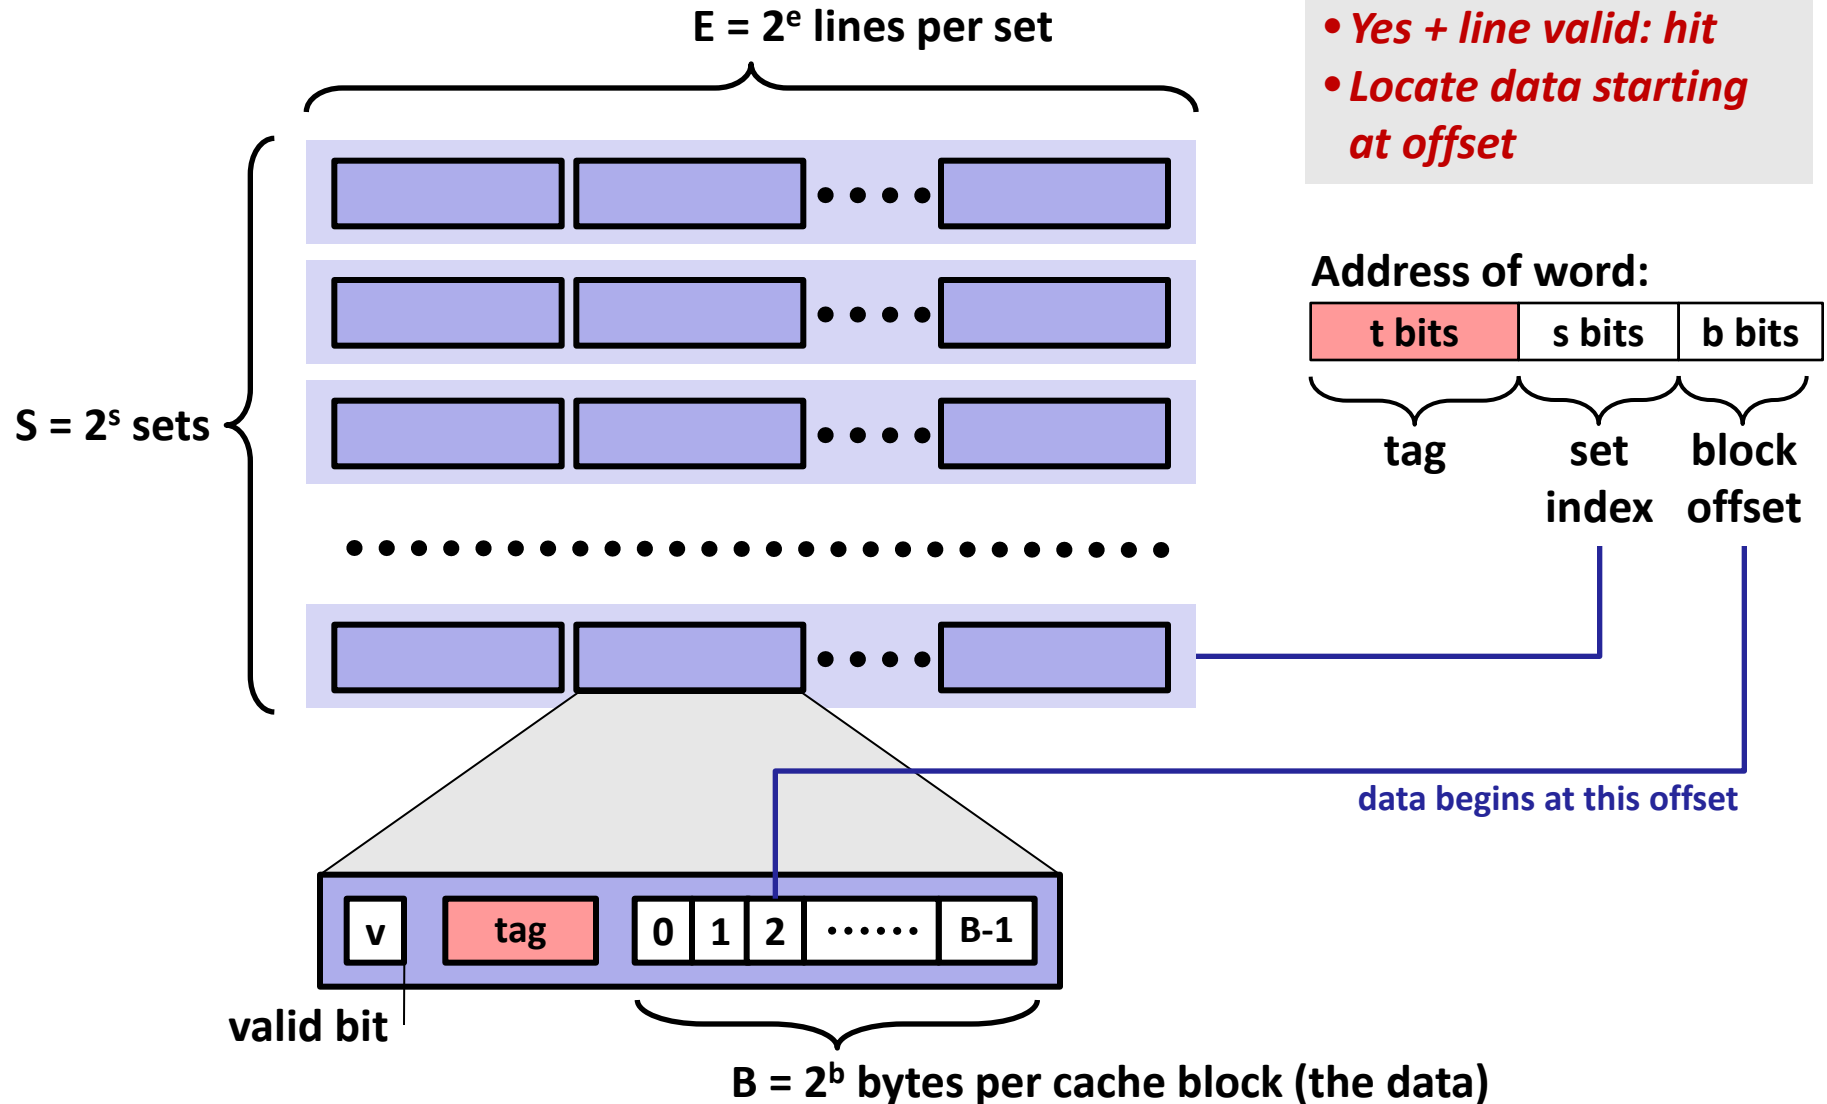 E = 2ᵉ lines per set
• Yes + line valid: hit
• Locate data starting
at offset
Address of word:
t bits s bits b bits
S = 2ˢ sets
tag set block
index offset
data begins at this offset
v tag 0 1 2 •••••• B-1
valid bit
B = 2ᵇ bytes per cache block (the data)